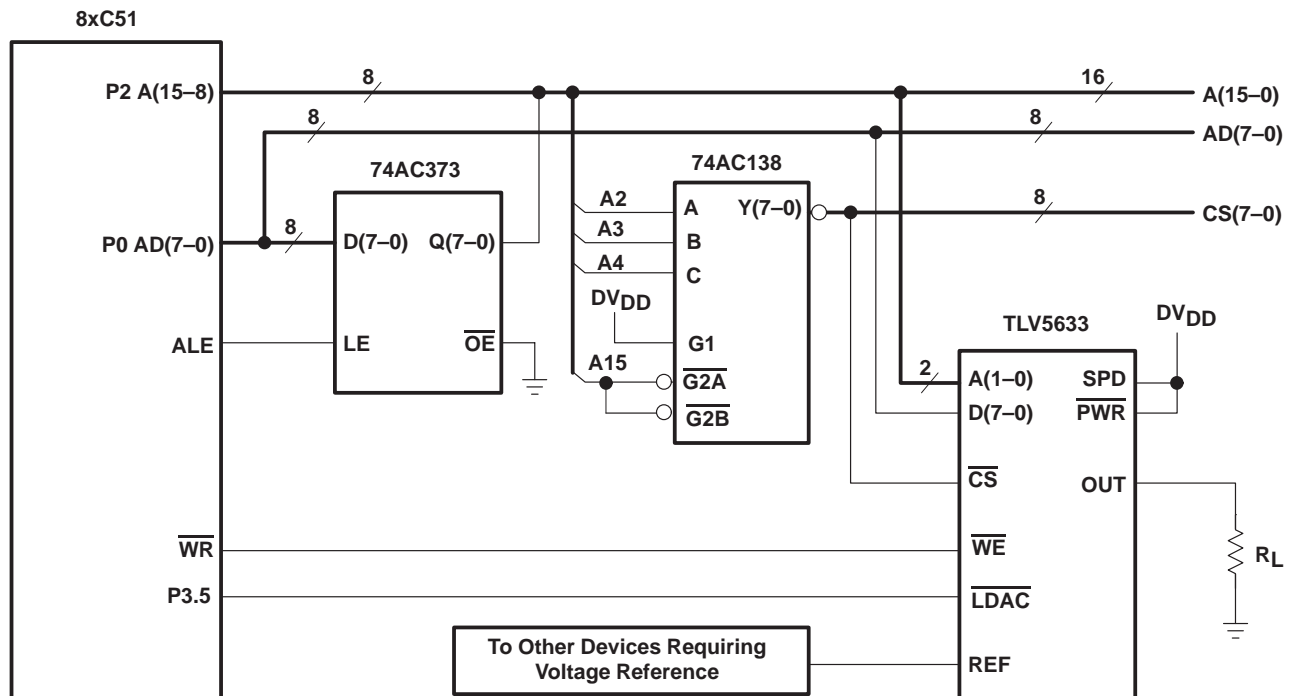 8xC51
P2 A(15–8)
8
16
A(15–0)
8
8
AD(7–0)
74AC373
74AC138
A2
A
Y(7–0)
8
CS(7–0)
P0 AD(7–0)
8
D(7–0)
Q(7–0)
A3
B
A4
C
DVDD
TLV5633
DVDD
ALE
LE
OE
G1
A15
G2A
2
A(1–0)
SPD
G2B
D(7–0)
PWR
CS
OUT
WR
WE
RL
P3.5
LDAC
To Other Devices Requiring
Voltage Reference
REF